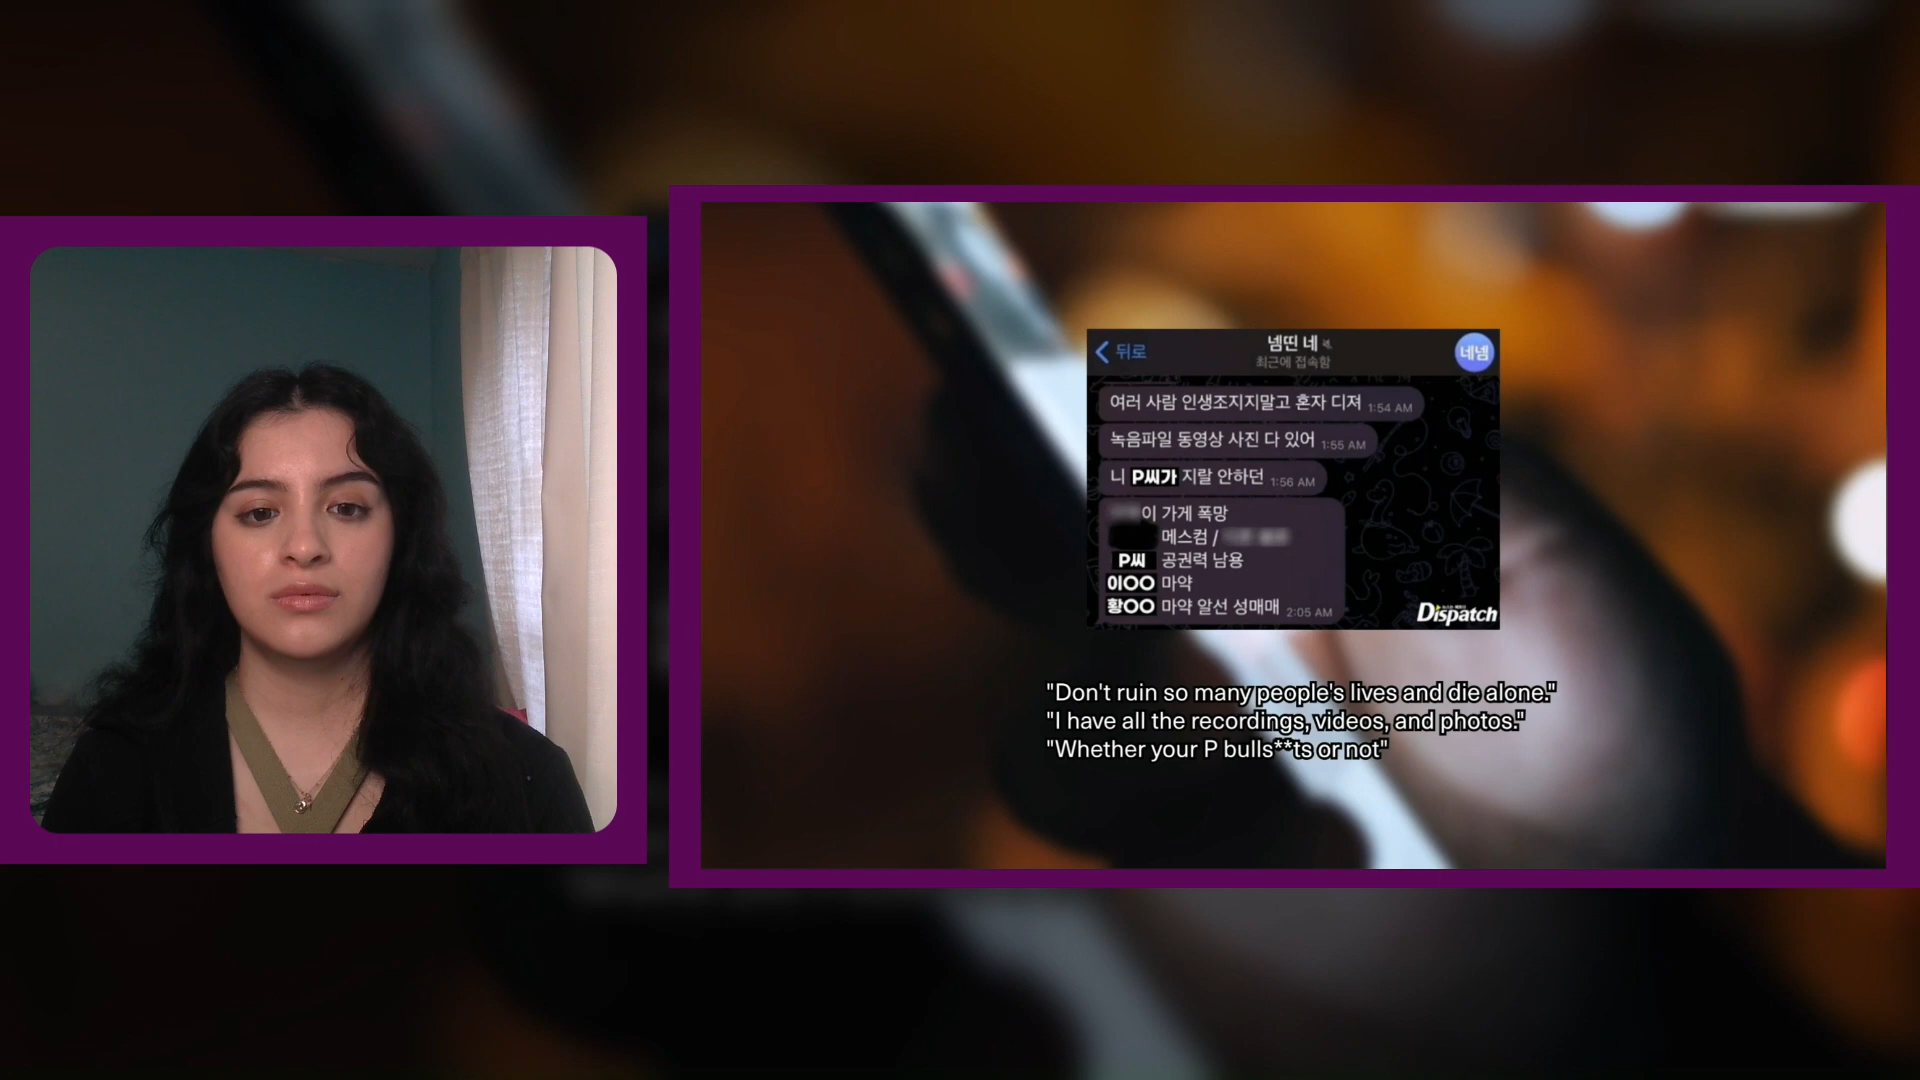 뒤로
넴띤 네
최근에 접속함
네넴
여러 사람 인생조지지말고 혼자 디져 1:54 AM
녹음파일 동영상 사진 다 있어 1:55 AM
니 P씨가 지랄 안하던 1:56 AM
이 가게 폭망
메스컴 /
P씨 공권력 남용
이OO 마약
황OO 마약 알선 성매매 2:05 AM
Dispatch
"Don't ruin so many people's lives and die alone."
"I have all the recordings, videos, and photos."
"Whether your P bulls**ts or not"